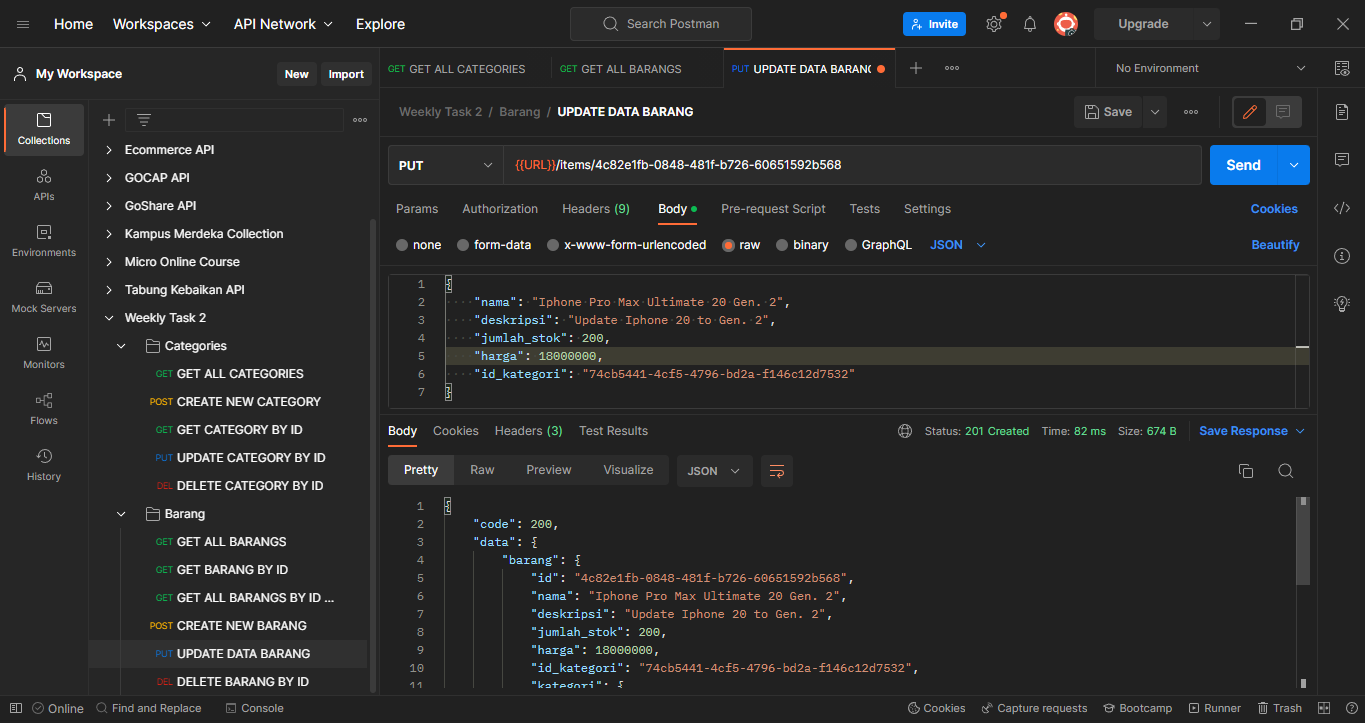 Home Workspaces API Network Explore Search Postman Invite Upgrade
My Workspace New Import
GET GET ALL CATEGORIES GET GET ALL BARANGS PUT UPDATE DATA BARANG No Environment
Weekly Task 2 / Barang / UPDATE DATA BARANG Save
Collections
APIs
Environments
Mock Servers
Monitors
Flows
History
Ecommerce API
GOCAP API
GoShare API
Kampus Merdeka Collection
Micro Online Course
Tabung Kebaikan API
Weekly Task 2
Categories
GET GET ALL CATEGORIES
POST CREATE NEW CATEGORY
GET GET CATEGORY BY ID
PUT UPDATE CATEGORY BY ID
DEL DELETE CATEGORY BY ID
Barang
GET GET ALL BARANGS
GET GET BARANG BY ID
GET GET ALL BARANGS BY ID ...
POST CREATE NEW BARANG
PUT UPDATE DATA BARANG
DEL DELETE BARANG BY ID
PUT {{URL}}/items/4c82e1fb-0848-481f-b726-60651592b568 Send
Params Authorization Headers (9) Body Pre-request Script Tests Settings Cookies
none form-data x-www-form-urlencoded raw binary GraphQL JSON Beautify
1 {
2 "nama": "Iphone Pro Max Ultimate 20 Gen. 2",
3 "deskripsi": "Update Iphone 20 to Gen. 2",
4 "jumlah_stok": 200,
5 "harga": 18000000,
6 "id_kategori": "74cb5441-4cf5-4796-bd2a-f146c12d7532"
7 }
Body Cookies Headers (3) Test Results Status: 201 Created Time: 82 ms Size: 674 B Save Response
Pretty Raw Preview Visualize JSON
1 {
2 "code": 200,
3 "data": {
4 "barang": {
5 "id": "4c82e1fb-0848-481f-b726-60651592b568",
6 "nama": "Iphone Pro Max Ultimate 20 Gen. 2",
7 "deskripsi": "Update Iphone 20 to Gen. 2",
8 "jumlah_stok": 200,
9 "harga": 18000000,
10 "id_kategori": "74cb5441-4cf5-4796-bd2a-f146c12d7532",
11 "kategori": {
Online Find and Replace Console Cookies Capture requests Bootcamp Runner Trash